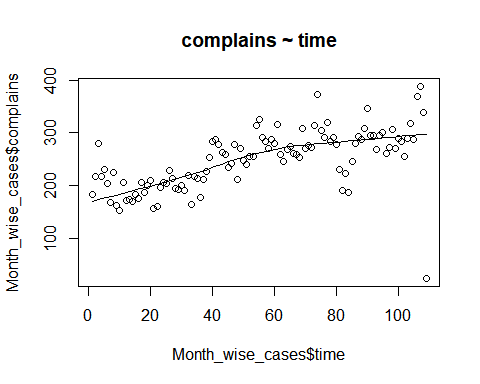 complains ~ time
Month_wise_cases$complains
400
300
200
100
0 20 40 60 80 100
Month_wise_cases$time